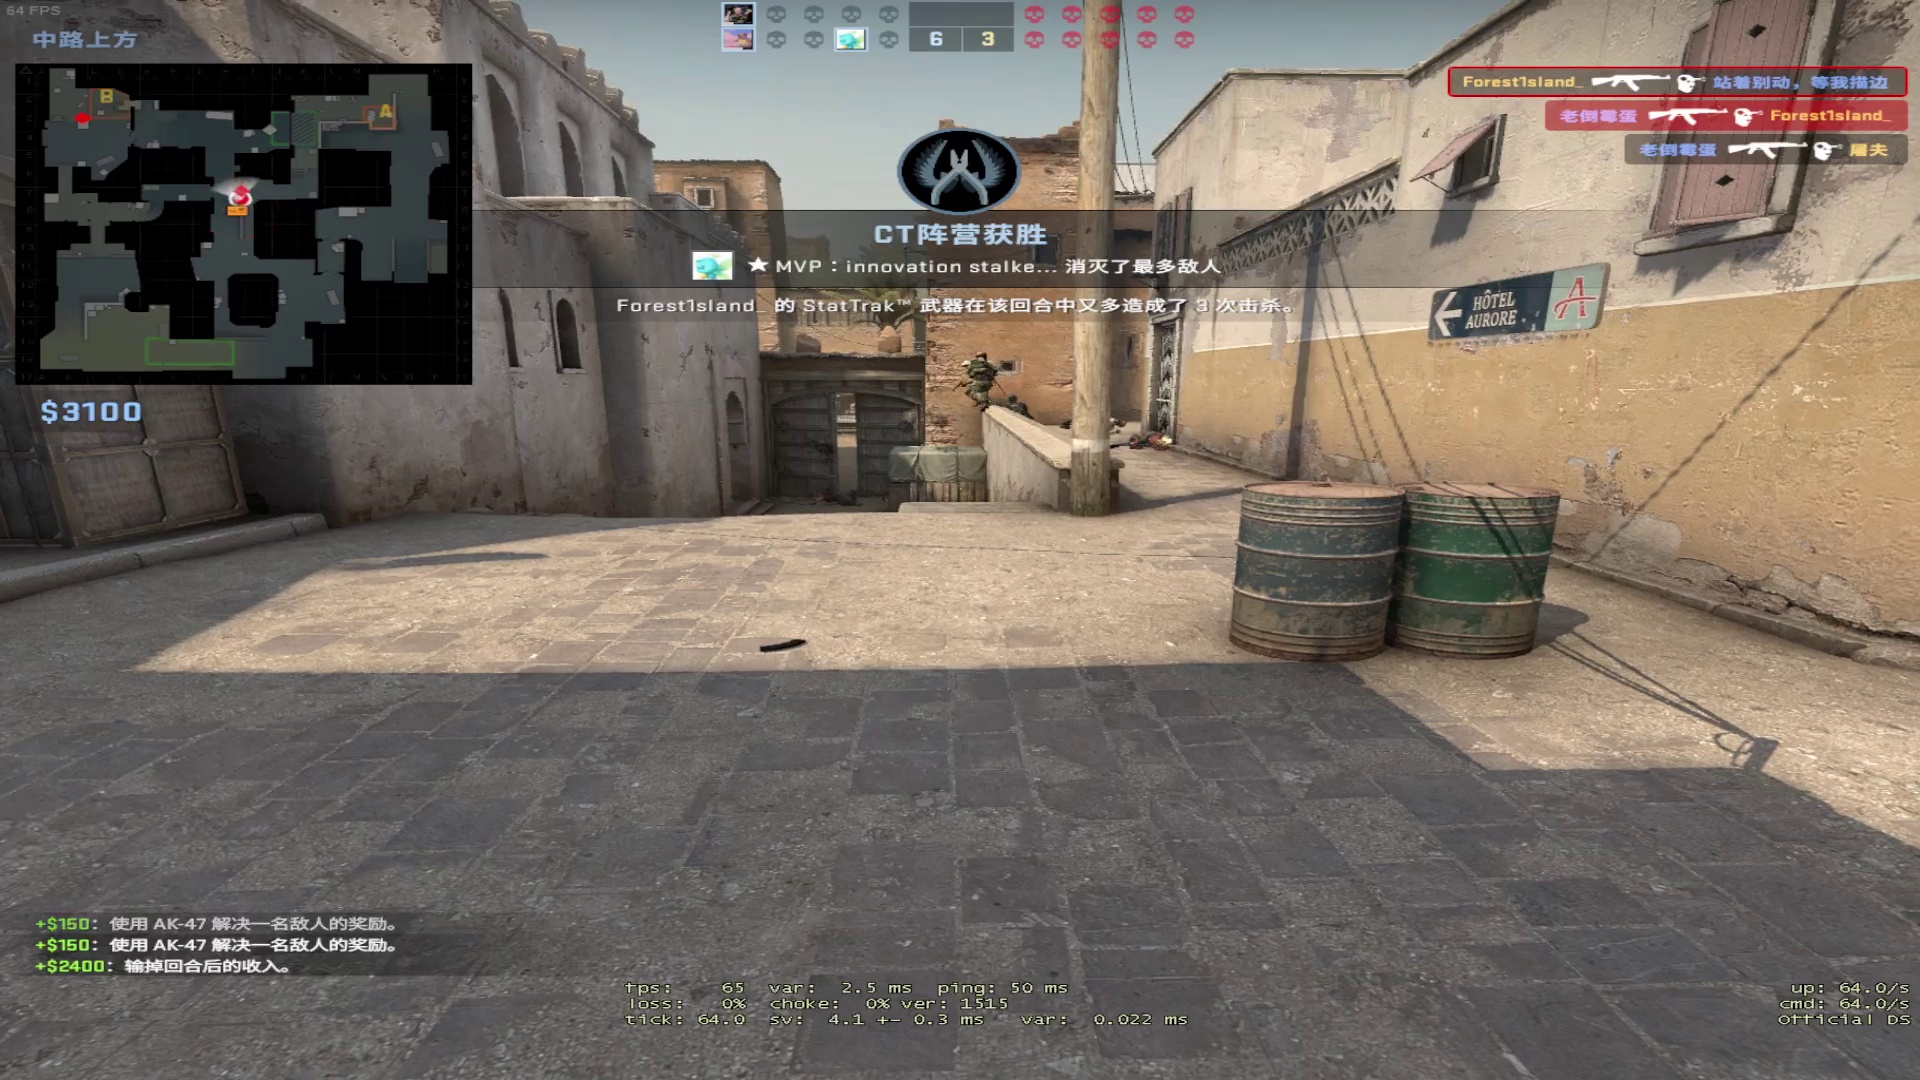 64 FPS
中路上方
B
A
6 3
Forest1sland_ 站着别动，等我描边
老倒霉蛋 Forest1sland_
老倒霉蛋 屠夫
CT阵营获胜
★ MVP：innovation stalke... 消灭了最多敌人
Forest1sland_ 的 StatTrak™ 武器在该回合中又多造成了 3 次击杀。
HÔTEL AURORE A
$3100
+$150：使用 AK-47 解决一名敌人的奖励。
+$150：使用 AK-47 解决一名敌人的奖励。
+$2400：输掉回合后的收入。
fps: 65 var: 2.5 ms ping: 50 ms
loss: 0% choke: 0% ver: 1515
tick: 64.0 sv: 4.1 +- 0.3 ms var: 0.022 ms
up: 64.0/s
cmd: 64.0/s
Official DS